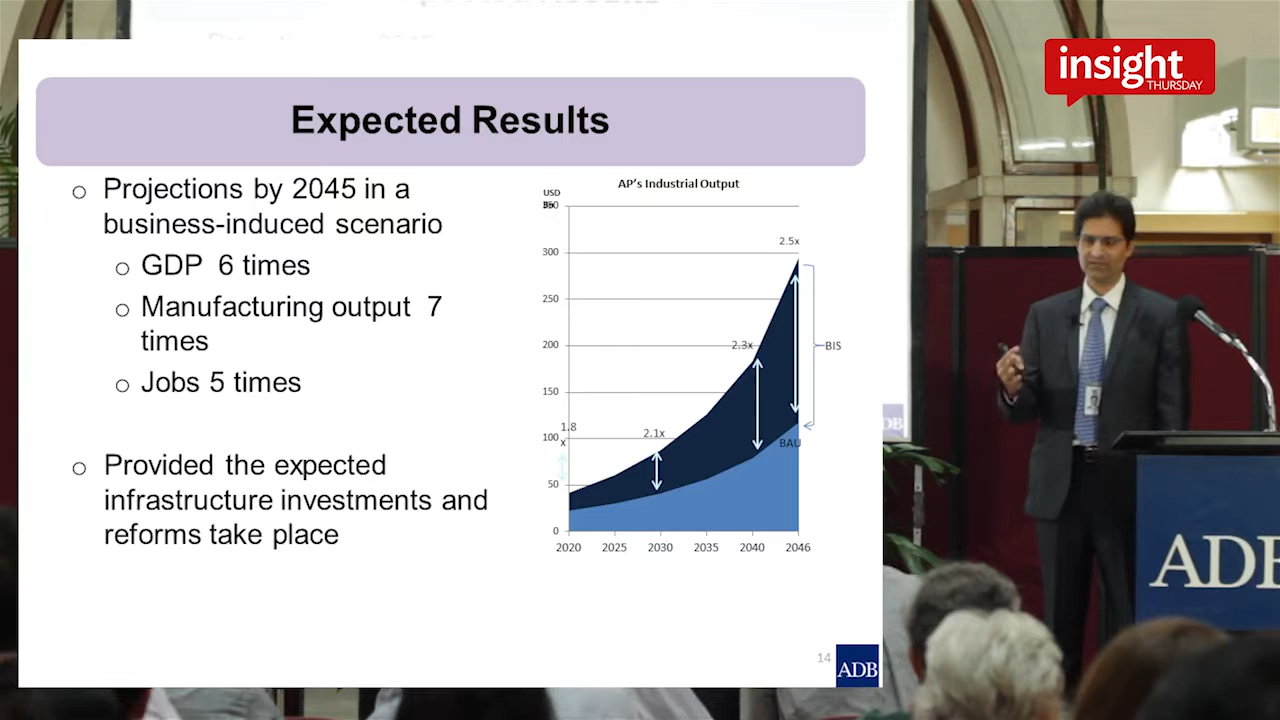 insight
THURSDAY
Expected Results
o Projections by 2045 in a
business-induced scenario
o GDP 6 times
o Manufacturing output 7
times
o Jobs 5 times
o Provided the expected
infrastructure investments and
reforms take place
AP's Industrial Output
USD
350
300
250
200
150
100
50
0
2.5x
2.3x
2.1x
1.8
x
BIS
BAU
2020 2025 2030 2035 2040 2046
14
ADB
ADB